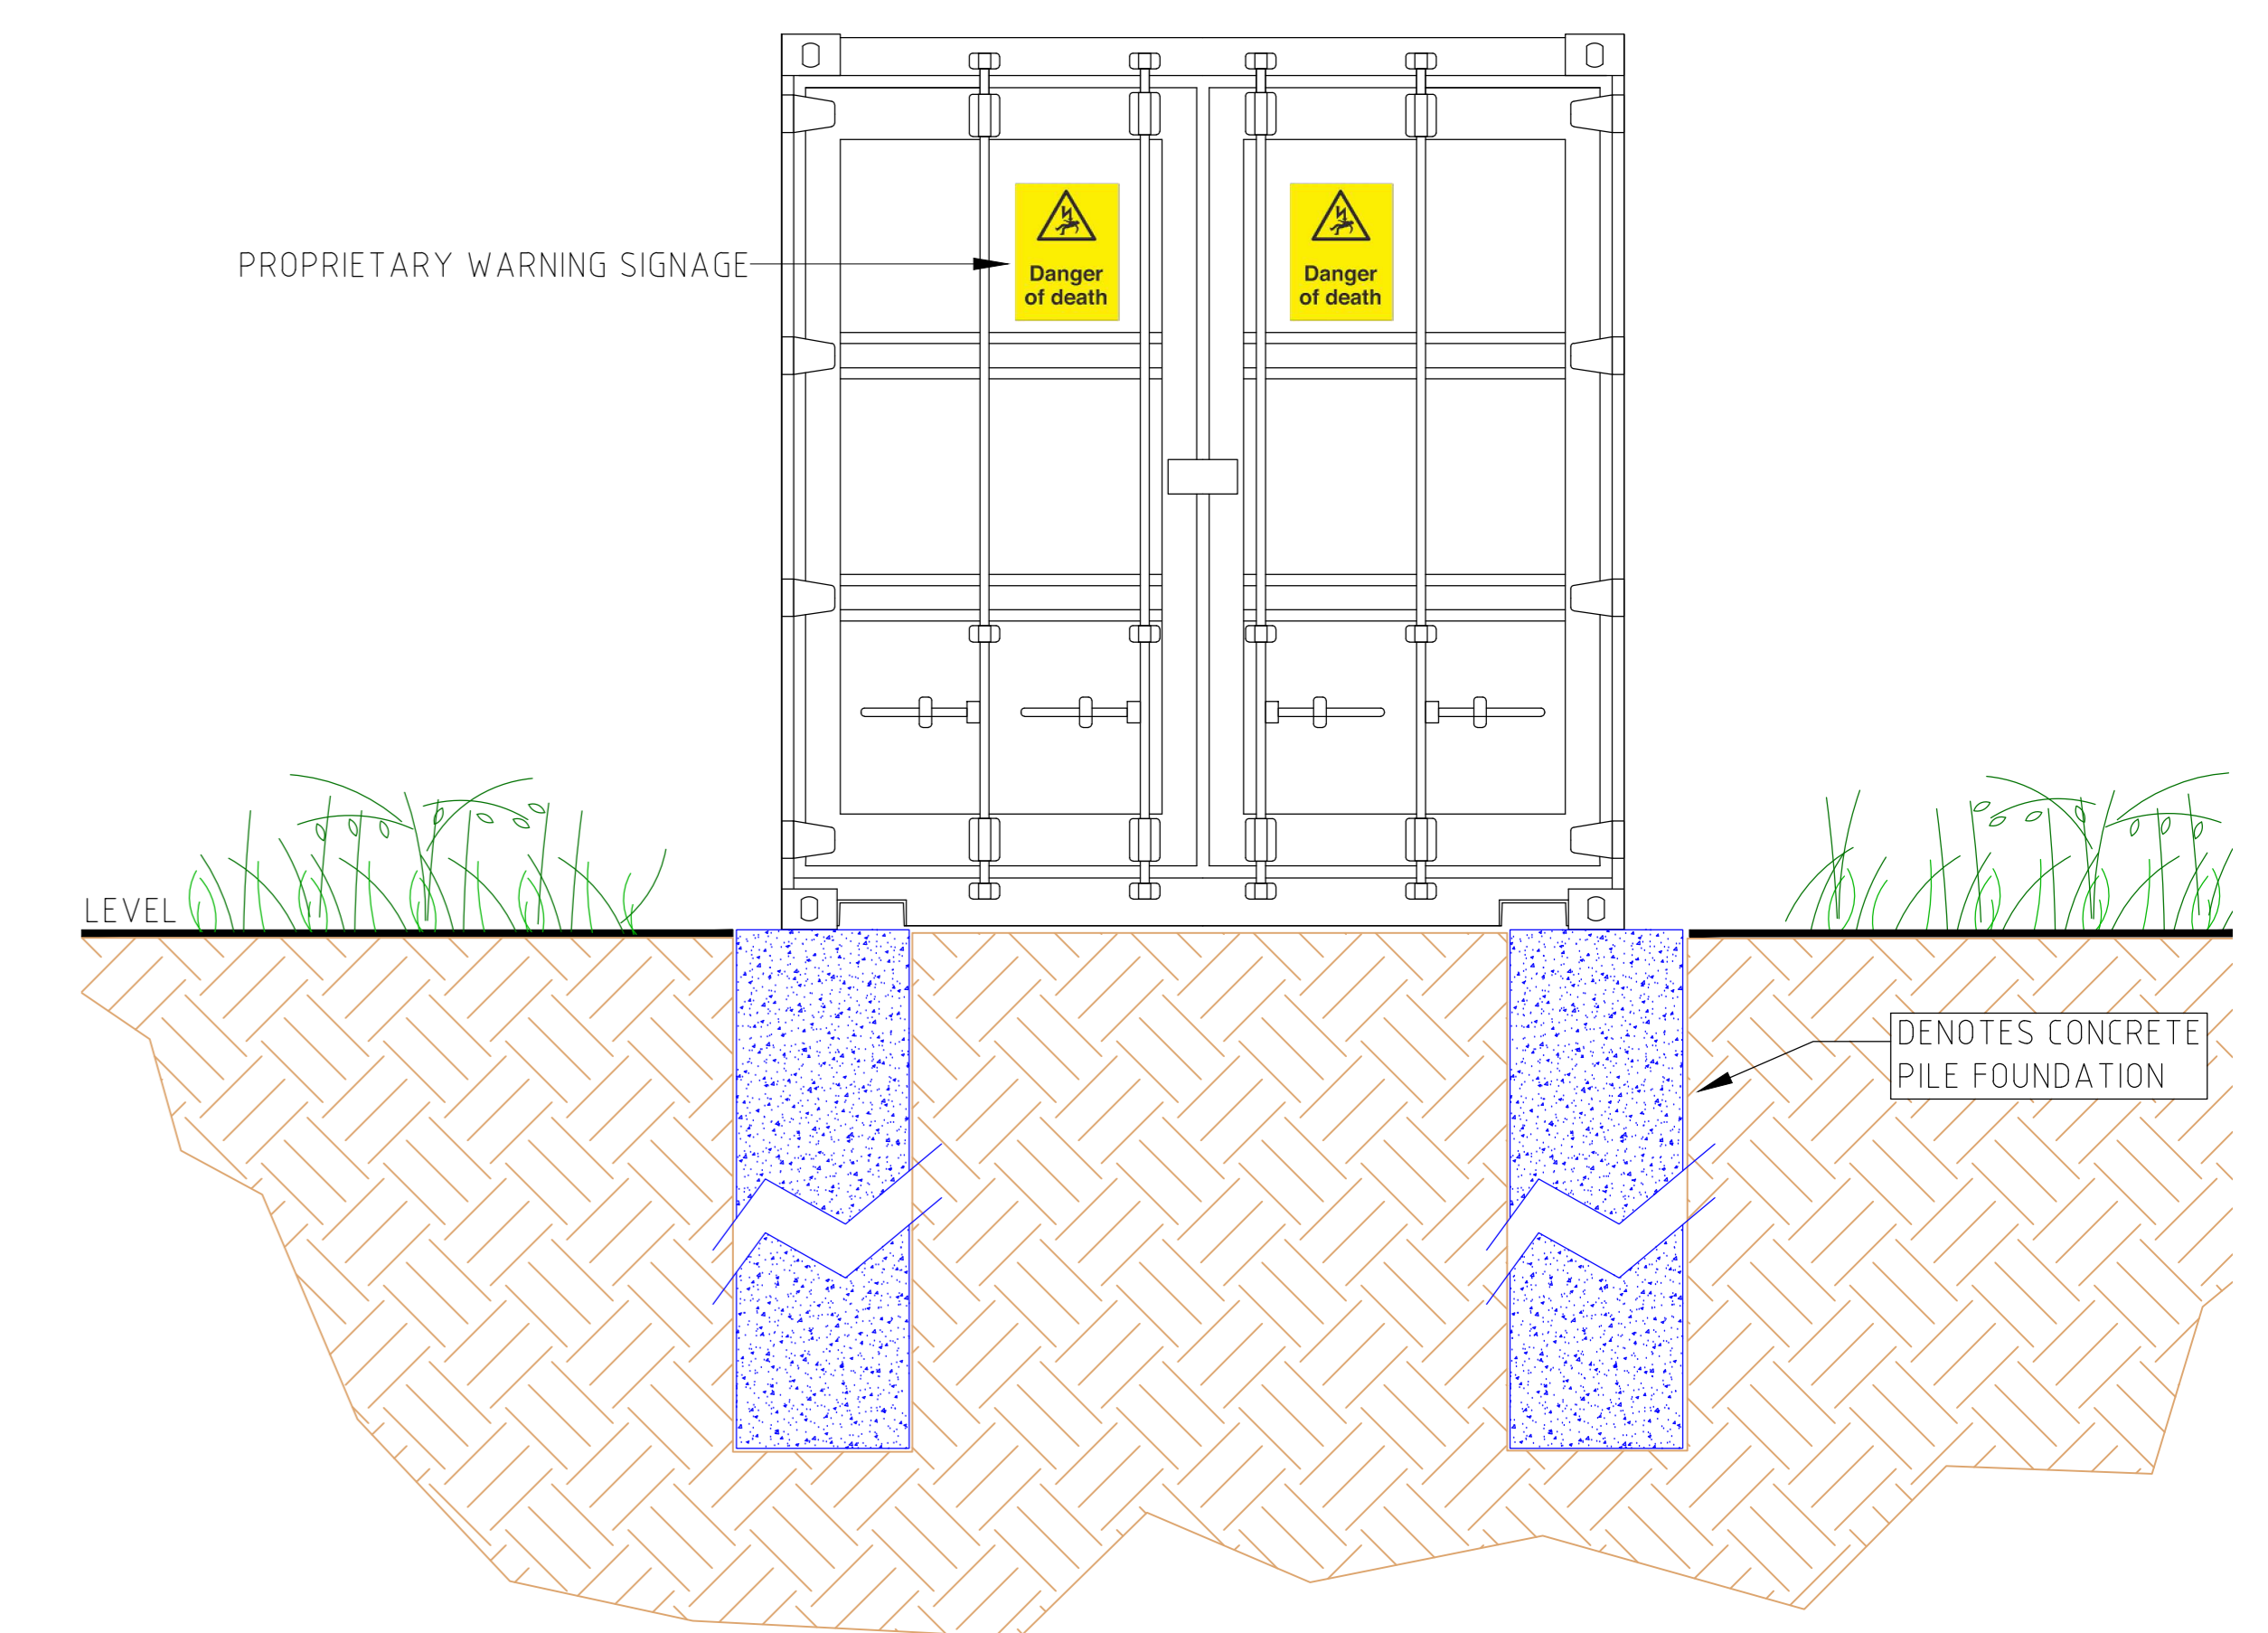 PROPRIETARY WARNING SIGNAGE
Danger
of death
Danger
of death
LEVEL
DENOTES CONCRETE
PILE FOUNDATION